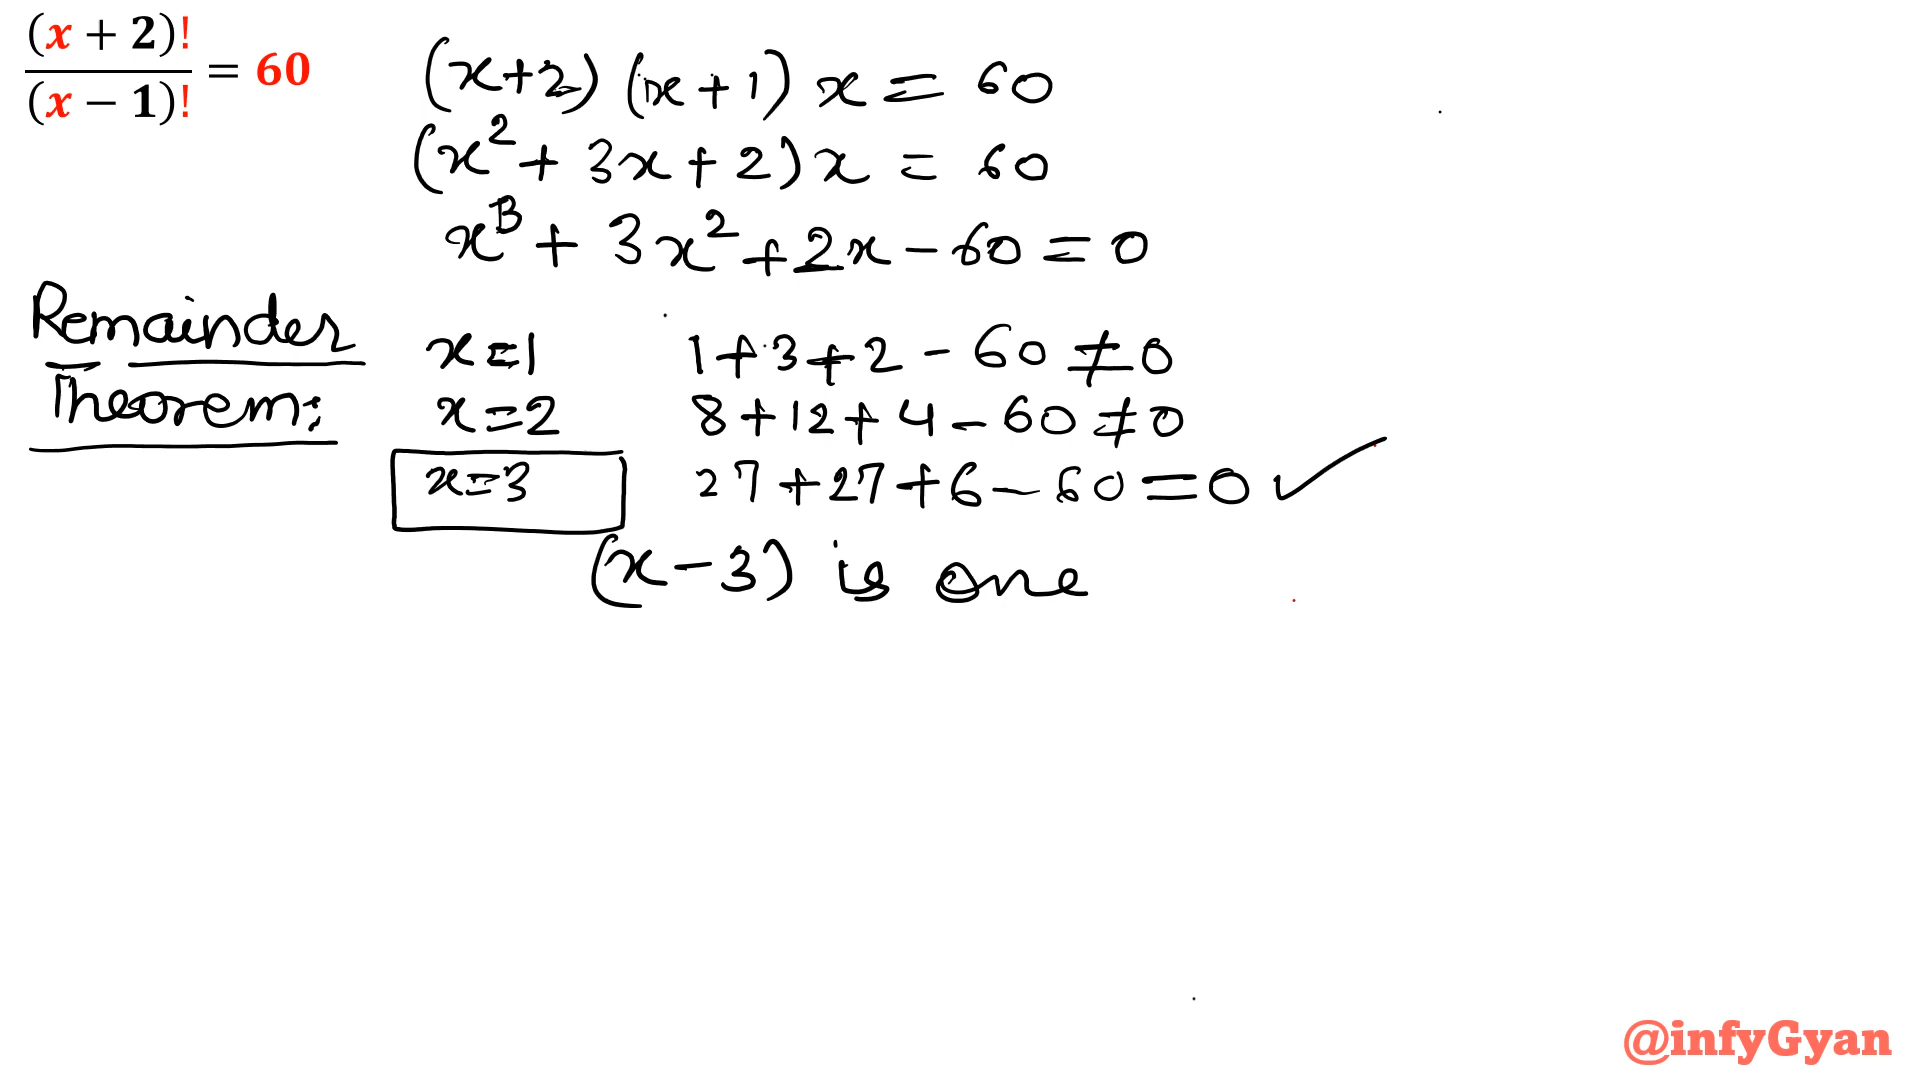 (x + 2)! / (x − 1)! = 60
(x+2) (x+1) x = 60
(x² + 3x + 2) x = 60
x³ + 3x² + 2x − 60 = 0
Remainder Theorem:
x=1 1+3+2−60 ≠ 0
x=2 8+12+4−60 ≠ 0
x=3 27+27+6−60 = 0 ✓
(x−3) is one
@infyGyan